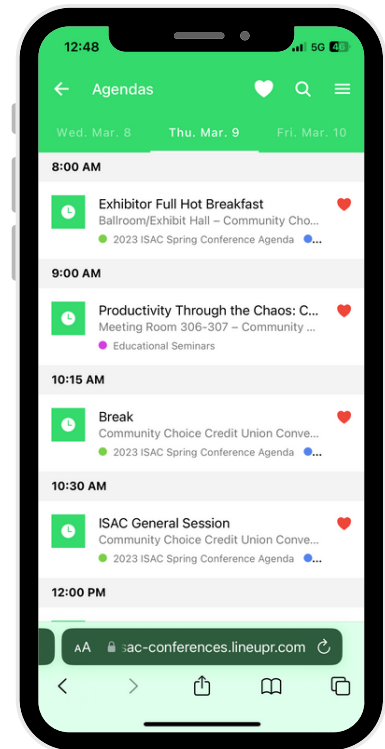 12:48
5G 46
Agendas
Wed. Mar. 8 Thu. Mar. 9 Fri. Mar. 10
8:00 AM
Exhibitor Full Hot Breakfast
Ballroom/Exhibit Hall – Community Cho...
2023 ISAC Spring Conference Agenda ...
9:00 AM
Productivity Through the Chaos: C...
Meeting Room 306-307 – Community ...
Educational Seminars
10:15 AM
Break
Community Choice Credit Union Conve...
2023 ISAC Spring Conference Agenda ...
10:30 AM
ISAC General Session
Community Choice Credit Union Conve...
2023 ISAC Spring Conference Agenda ...
12:00 PM
AA sac-conferences.lineupr.com